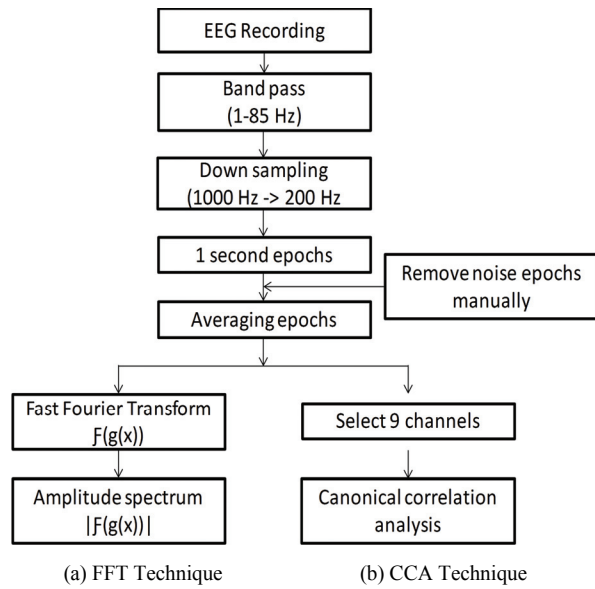 EEG Recording
Band pass
(1-85 Hz)
Down sampling
(1000 Hz -> 200 Hz
1 second epochs
Remove noise epochs
manually
Averaging epochs
Fast Fourier Transform
Ƒ(g(x))
Amplitude spectrum
|Ƒ(g(x))|
(a) FFT Technique
Select 9 channels
Canonical correlation
analysis
(b) CCA Technique